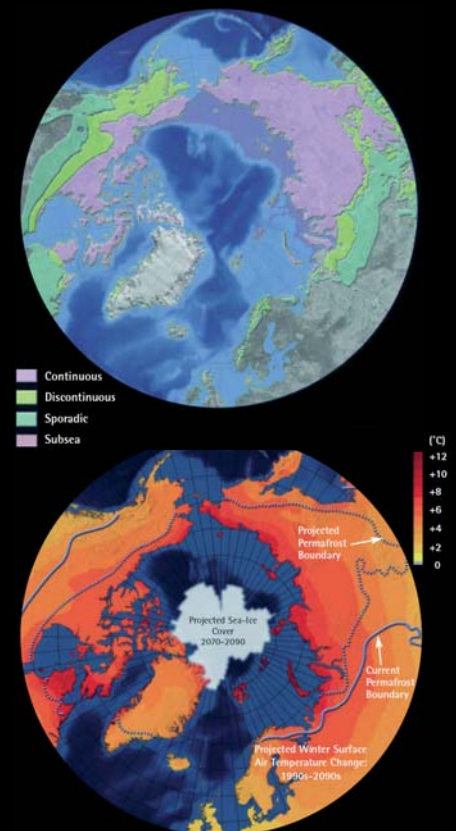 Continuous
Discontinuous
Sporadic
Subsea
(°C)
+12
+10
+8
+6
+4
+2
0
Projected
Permafrost
Boundary
Projected Sea-Ice
Cover
2070-2090
Current
Permafrost
Boundary
Projected Winter Surface
Air Temperature Change:
1990s-2090s